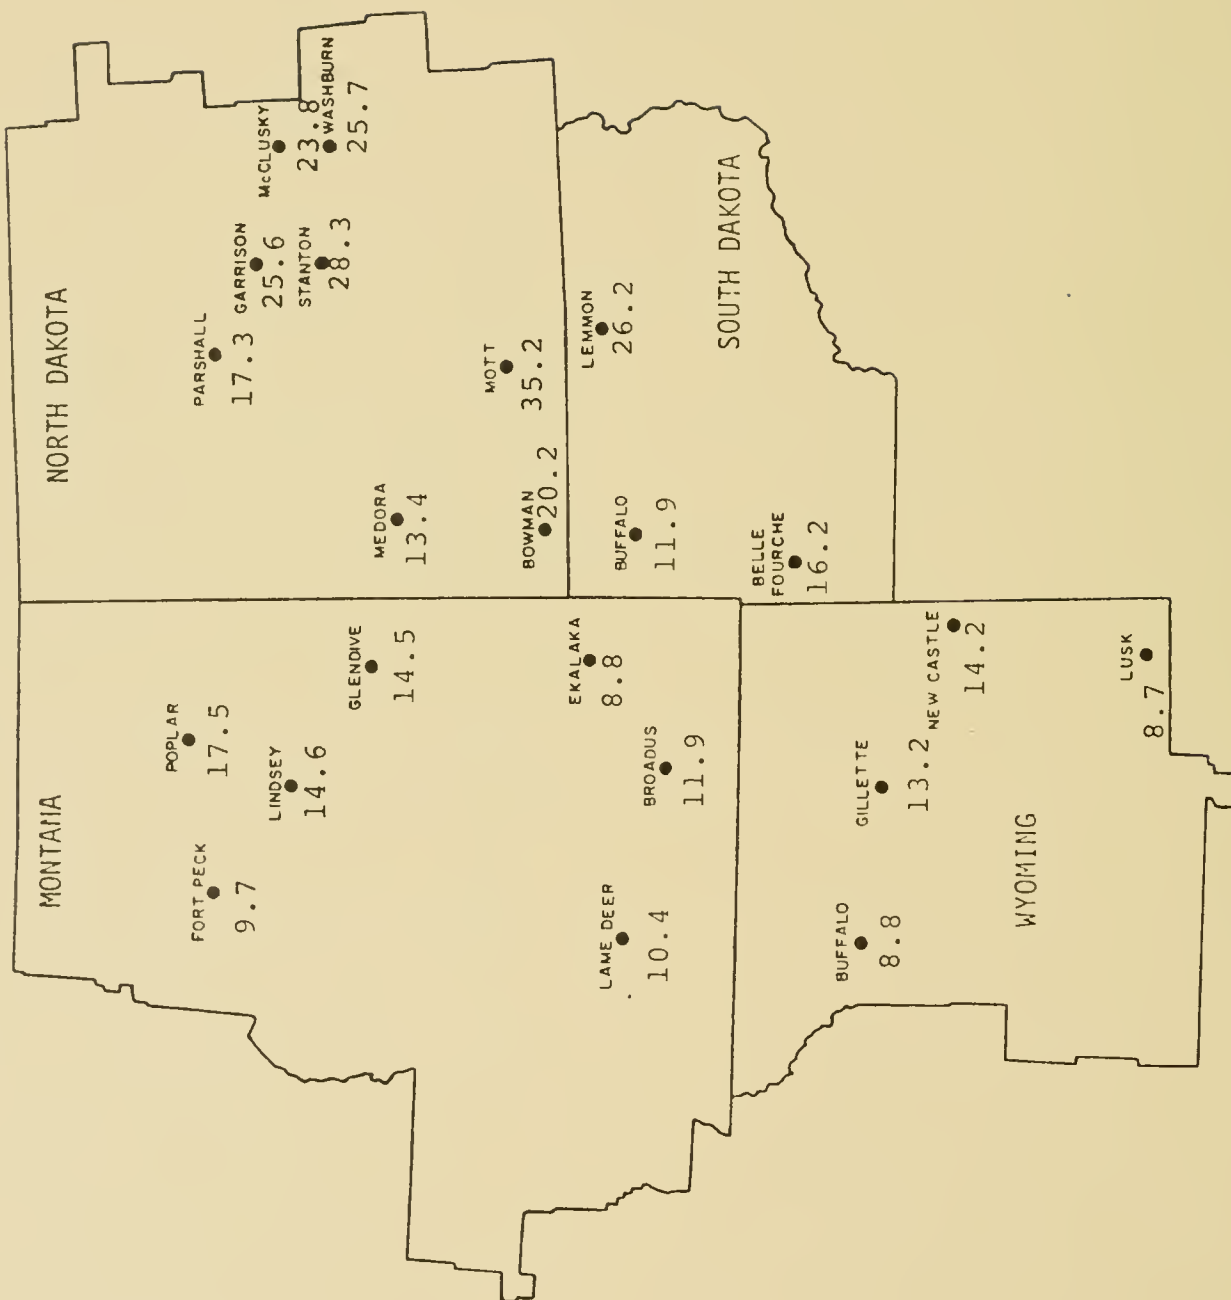 MONTANA
NORTH DAKOTA
FORT PECK
9.7
POPLAR
17.5
LINDSEY
14.6
GLENDIVE
14.5
LAME DEER
10.4
BROADUS
11.9
EKALAKA
8.8
PARSHALL
17.3
GARRISON
25.6
McCLUSKY
23.8
STANTON
28.3
WASHBURN
25.7
MEDORA
13.4
MOTT
35.2
BOWMAN
20.2
LEMMON
26.2
BUFFALO
11.9
SOUTH DAKOTA
BELLE
FOURCHE
16.2
BUFFALO
8.8
GILLETTE
13.2
NEW CASTLE
14.2
WYOMING
LUSK
8.7